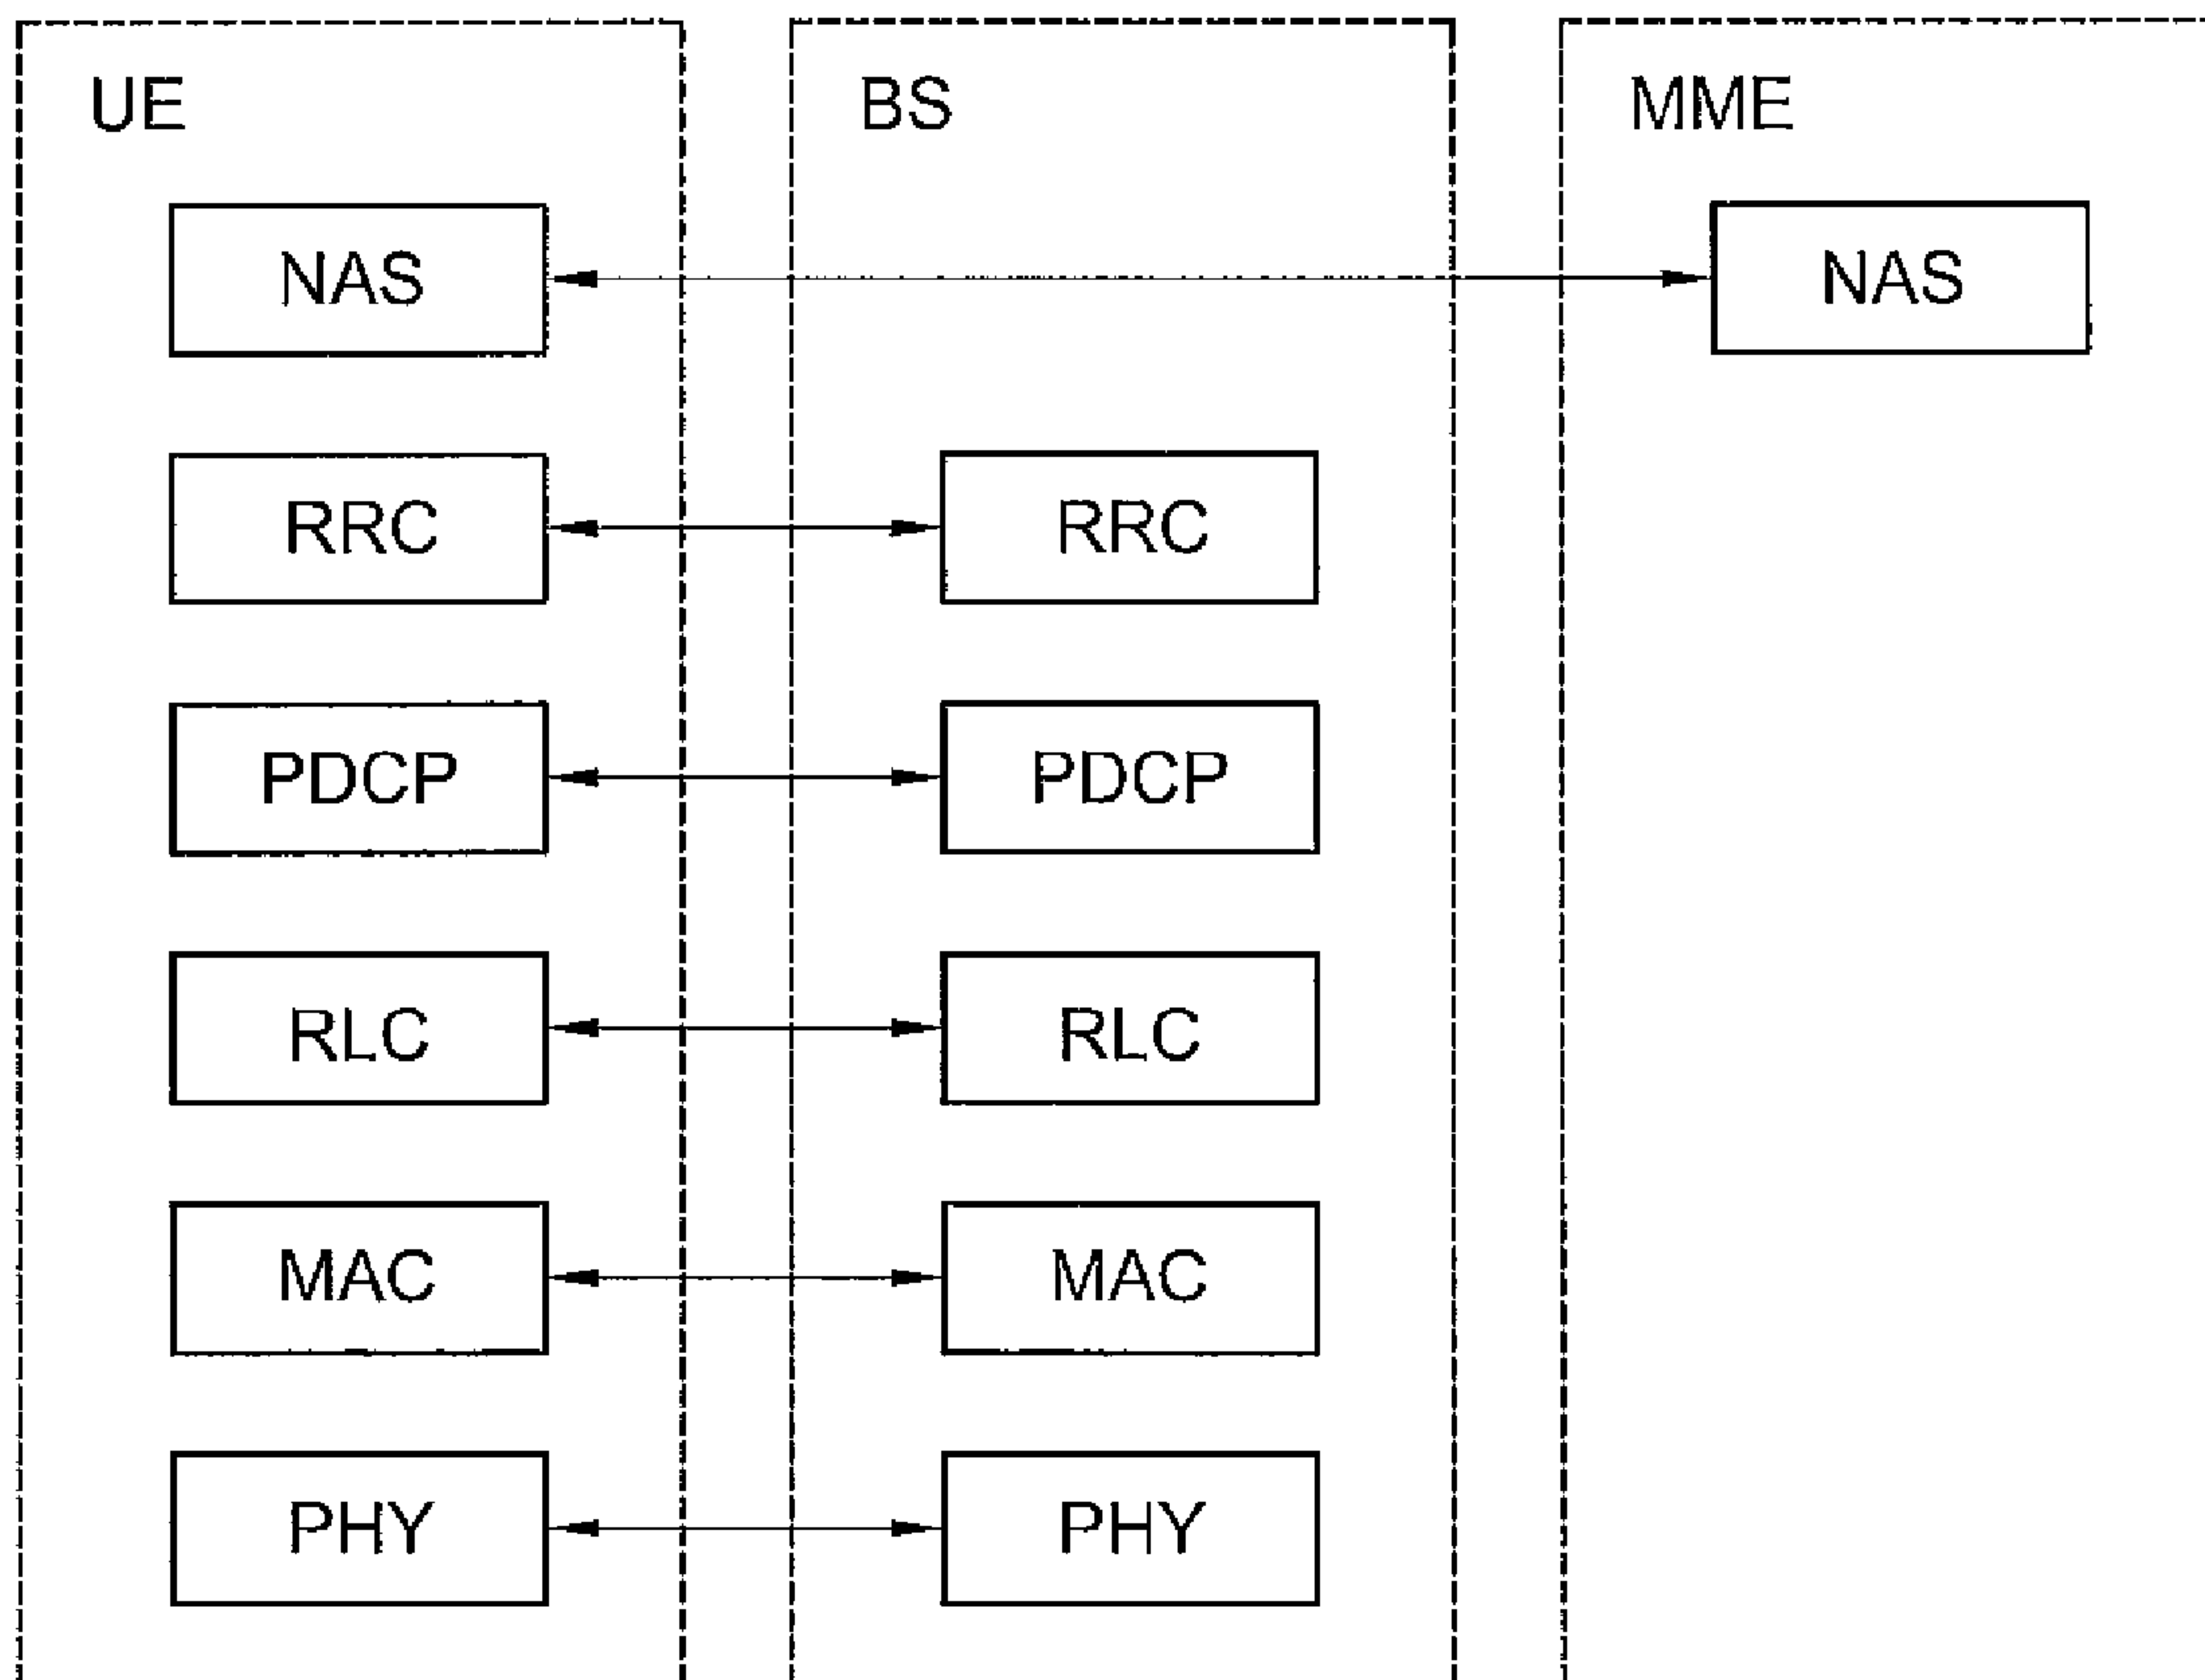 UE BS MME
NAS NAS
RRC RRC
PDCP PDCP
RLC RLC
MAC MAC
PHY PHY